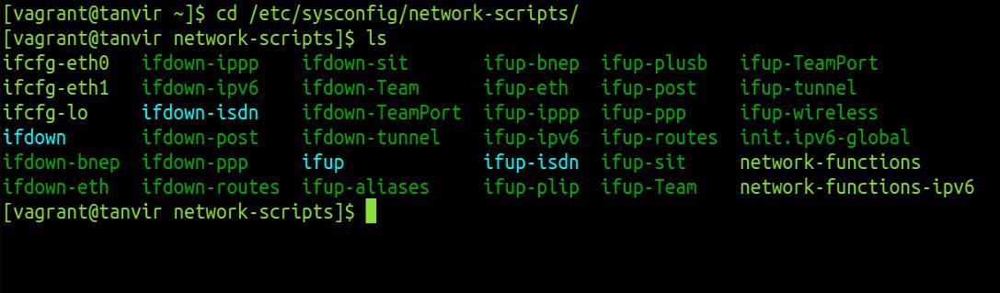 [vagrant@tanvir ~]$ cd /etc/sysconfig/network-scripts/
[vagrant@tanvir network-scripts]$ ls
ifcfg-eth0 ifdown-ippp ifdown-sit ifup-bnep ifup-plusb ifup-TeamPort
ifcfg-eth1 ifdown-ipv6 ifdown-Team ifup-eth ifup-post ifup-tunnel
ifcfg-lo ifdown-isdn ifdown-TeamPort ifup-ippp ifup-ppp ifup-wireless
ifdown ifdown-post ifdown-tunnel ifup-ipv6 ifup-routes init.ipv6-global
ifdown-bnep ifdown-ppp ifup ifup-isdn ifup-sit network-functions
ifdown-eth ifdown-routes ifup-aliases ifup-plip ifup-Team network-functions-ipv6
[vagrant@tanvir network-scripts]$